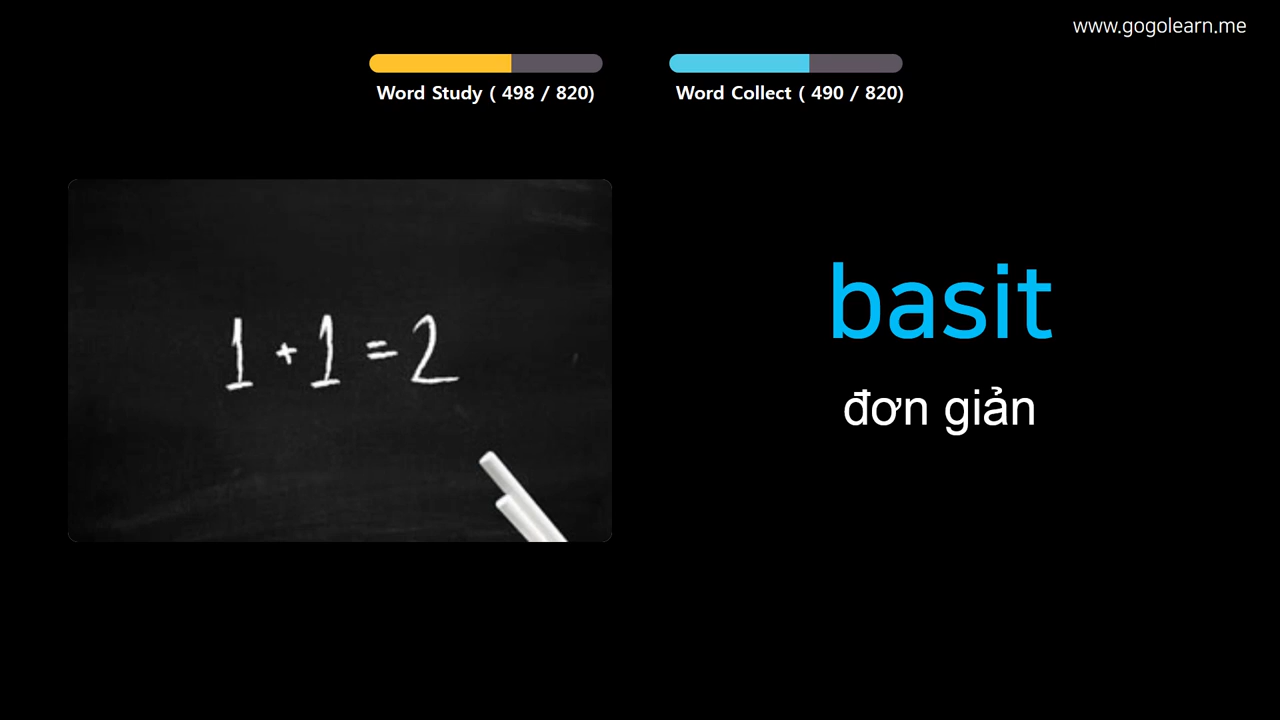 www.gogolearn.me
Word Study ( 498 / 820)
Word Collect ( 490 / 820)
1 + 1 = 2
basit
đơn giản